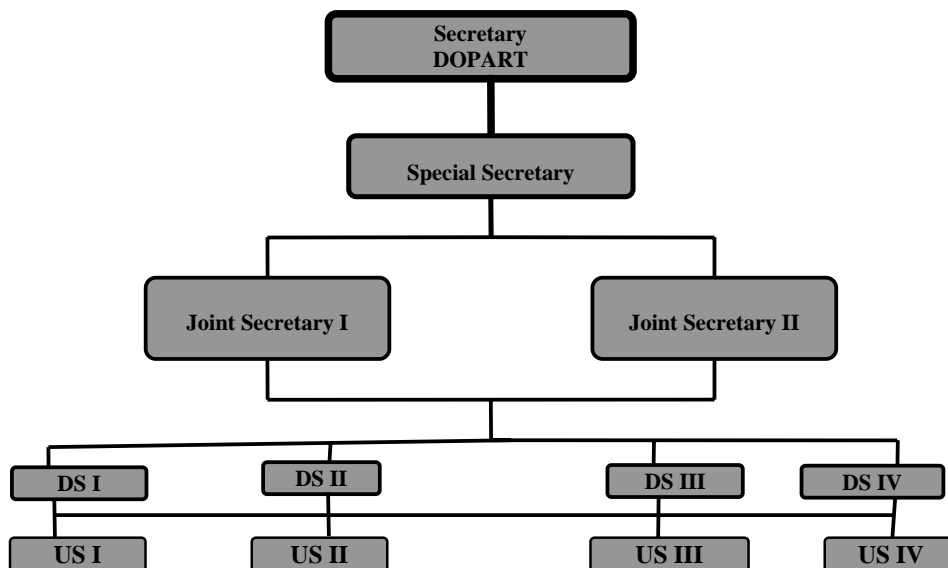 Secretary
DOPART
Special Secretary
Joint Secretary I
Joint Secretary II
DS I
DS II
DS III
DS IV
US I
US II
US III
US IV